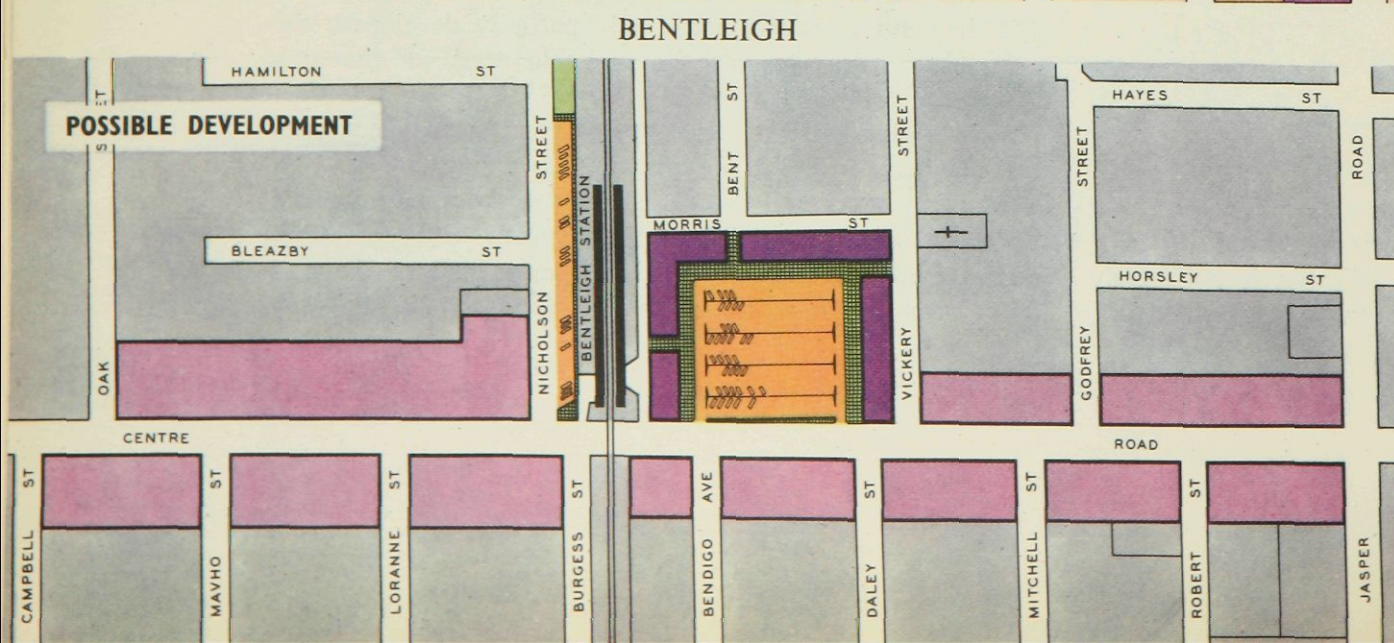 BENTLEIGH
HAMILTON ST
HAYES ST
POSSIBLE DEVELOPMENT
STREET
BENT ST
STREET
STREET
ROAD
MORRIS ST
BLEAZBY ST
BENTLEIGH STATION
HORSLEY ST
OAK
NICHOLSON
VICKERY
GODFREY
CENTRE ROAD
CAMPBELL ST
MAVHO ST
LORANNE ST
BURGESS ST
BENDIGO AVE
DALEY ST
MITCHELL ST
ROBERT ST
JASPER